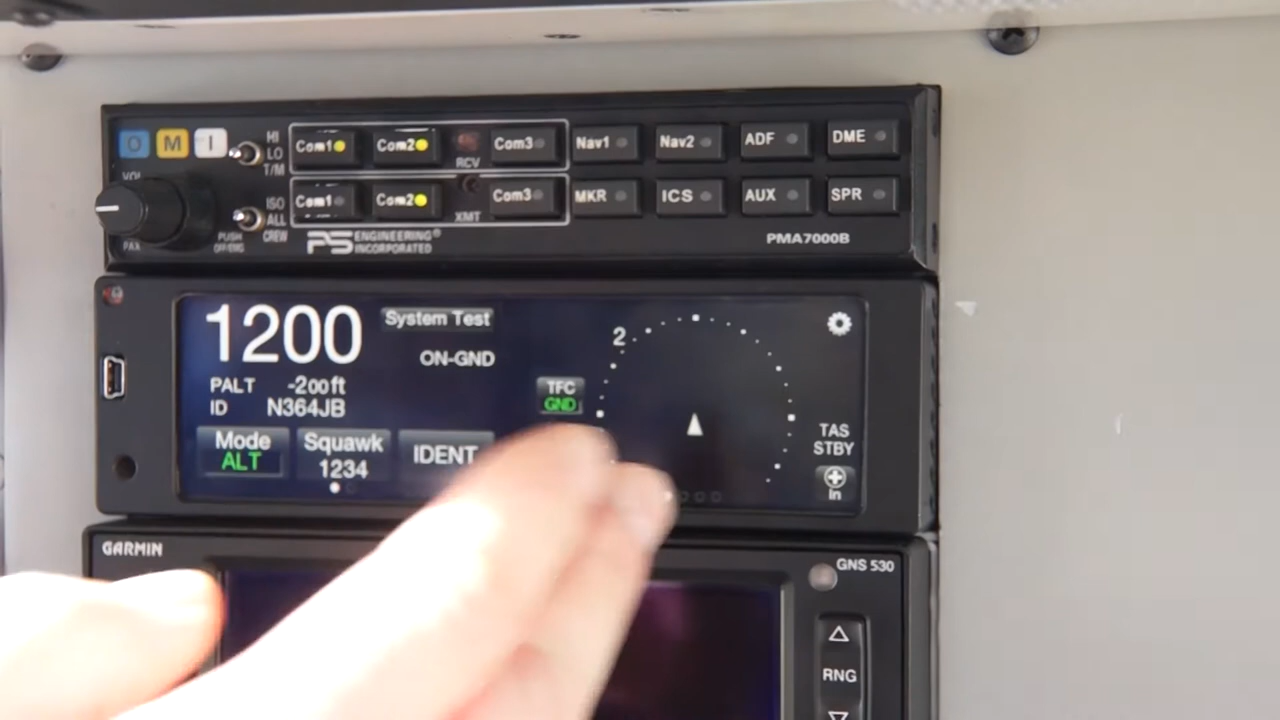 O M I
HI
LO
T/M
VOL
Com1 Com2 RCV Com3 Nav1 Nav2 ADF DME
ISO
ALL
CREW
Com1 Com2 XMT Com3 MKR ICS AUX SPR
PAX
PUSH
PS ENGINEERING®
INCORPORATED
PMA7000B
1200 System Test
ON-GND
PALT -200ft
ID N364JB
Mode
ALT
Squawk
1234
IDENT
TFC
GND
2
TAS
STBY
In
GARMIN
GNS 530
RNG